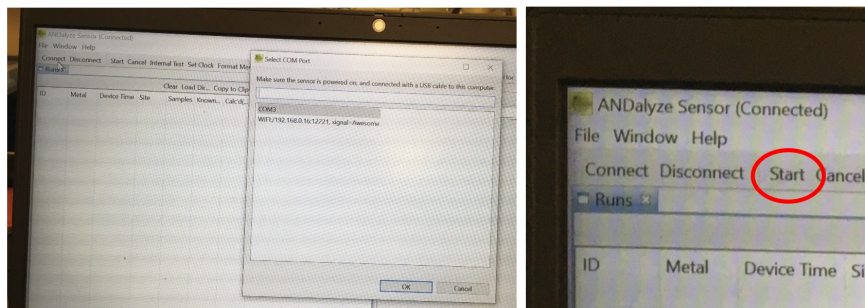 ANDalyze Sensor (Connected)
File Window Help
Connect Disconnect Start Cancel Internal Test Set Clock Format
Runs
Clear Load Dir... Copy to Clip
ID Metal Device Time Site Samples Known... Calc'd(...
Select COM Port
Make sure the sensor is powered on, and connected with a USB cable to this computer.
COM3
WIFI/192.168.0.16:12221, signal=Awesome
OK Cancel
ANDalyze Sensor (Connected)
File Window Help
Connect Disconnect Start Cancel
Runs
ID Metal Device Time Si